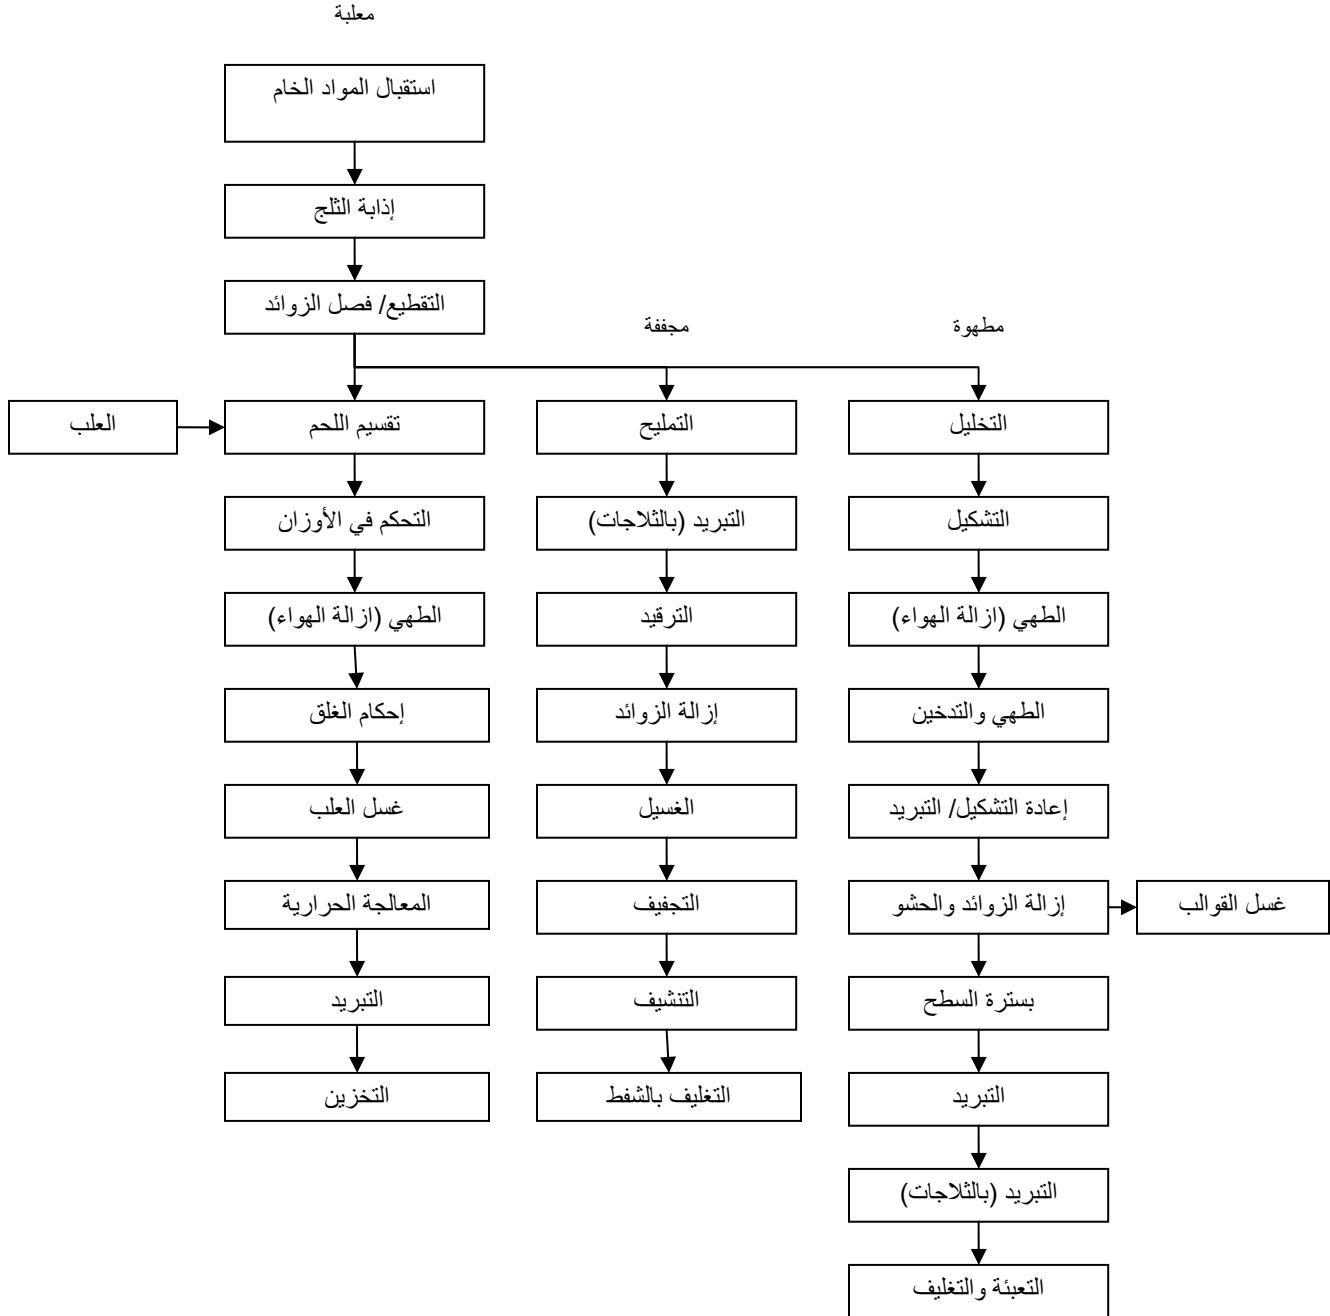 معلبة
استقبال المواد الخام
إذابة الثلج
التقطيع/ فصل الزوائد
مجففة
مطهوة
العلب
تقسيم اللحم
التمليح
التخليل
التحكم في الأوزان
التبريد (بالثلاجات)
التشكيل
الطهي (ازالة الهواء)
الترقيد
الطهي (ازالة الهواء)
إحكام الغلق
إزالة الزوائد
الطهي والتدخين
غسل العلب
الغسيل
إعادة التشكيل/ التبريد
المعالجة الحرارية
التجفيف
إزالة الزوائد والحشو
غسل القوالب
التبريد
التنشيف
بسترة السطح
التخزين
التغليف بالشفط
التبريد
التبريد (بالثلاجات)
التعبئة والتغليف